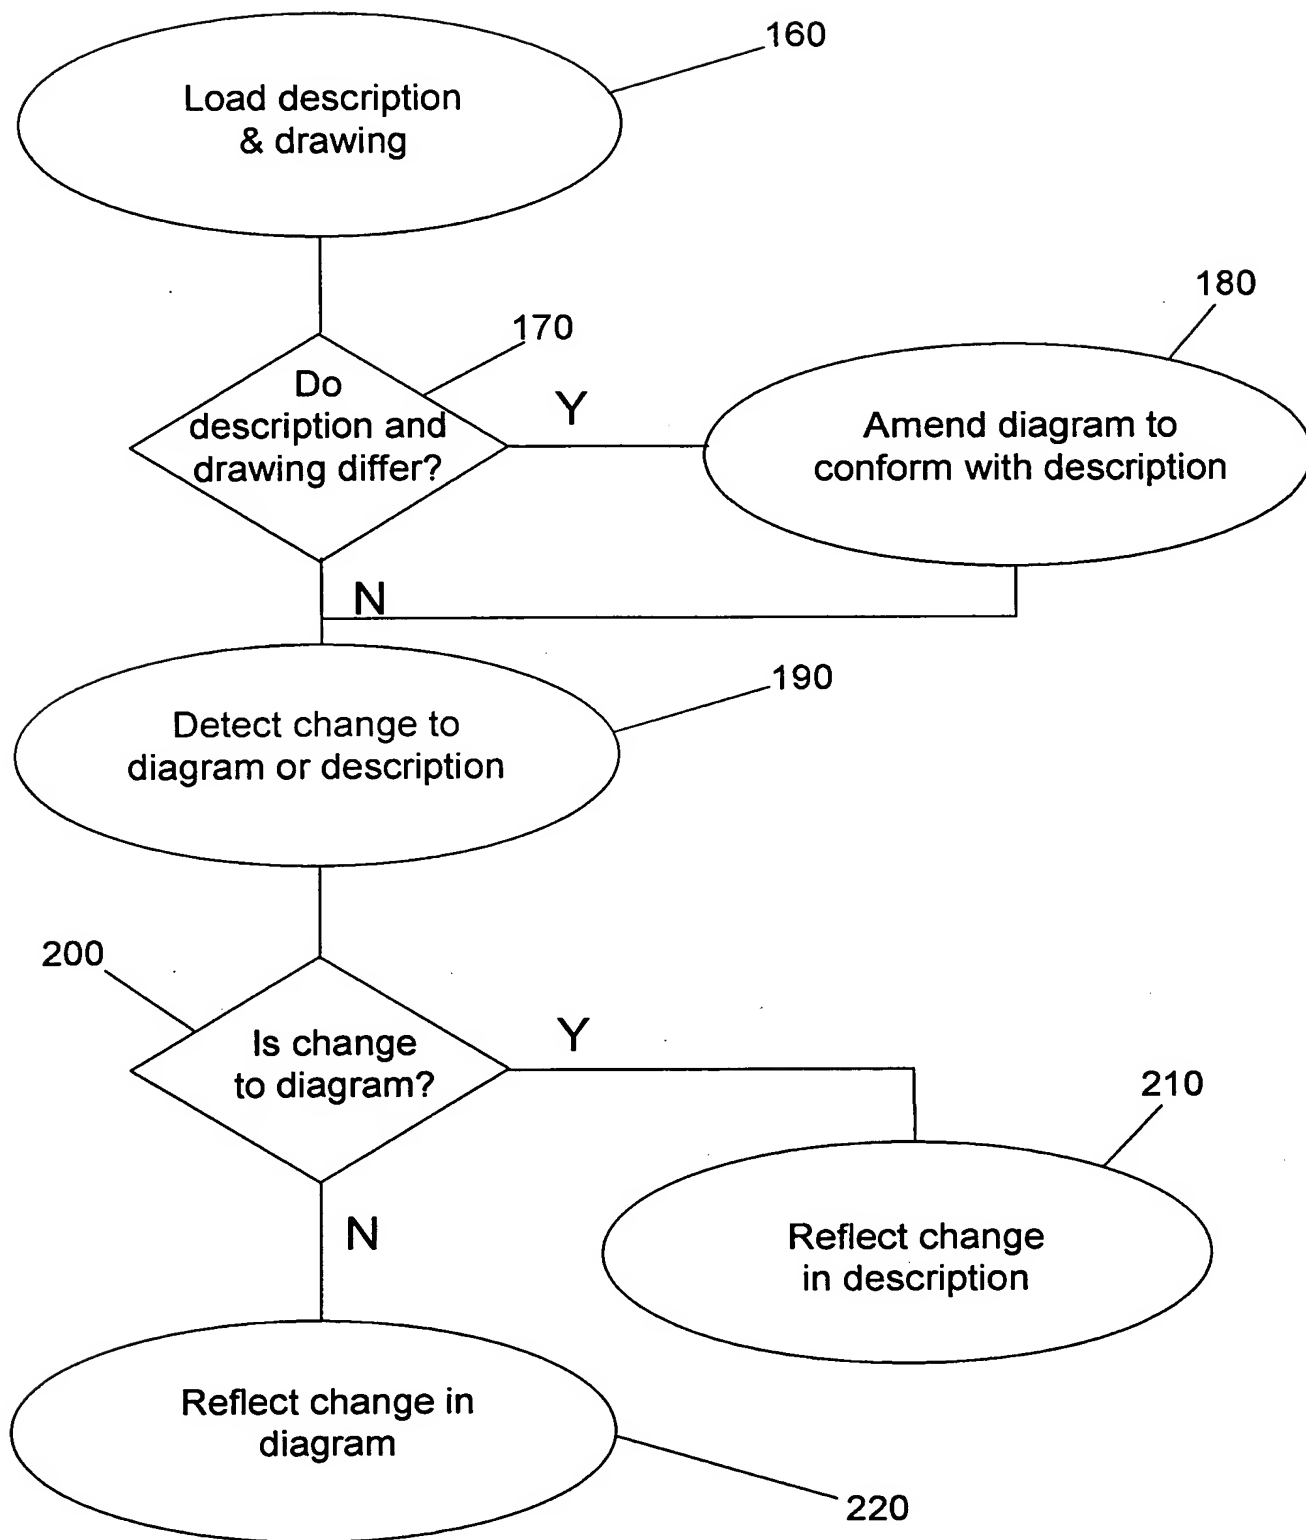 160
Load description
& drawing
180
170
Do
description and
drawing differ?
Y
Amend diagram to
conform with description
N
190
Detect change to
diagram or description
200
Is change
to diagram?
Y
210
N
Reflect change
in description
Reflect change in
diagram
220